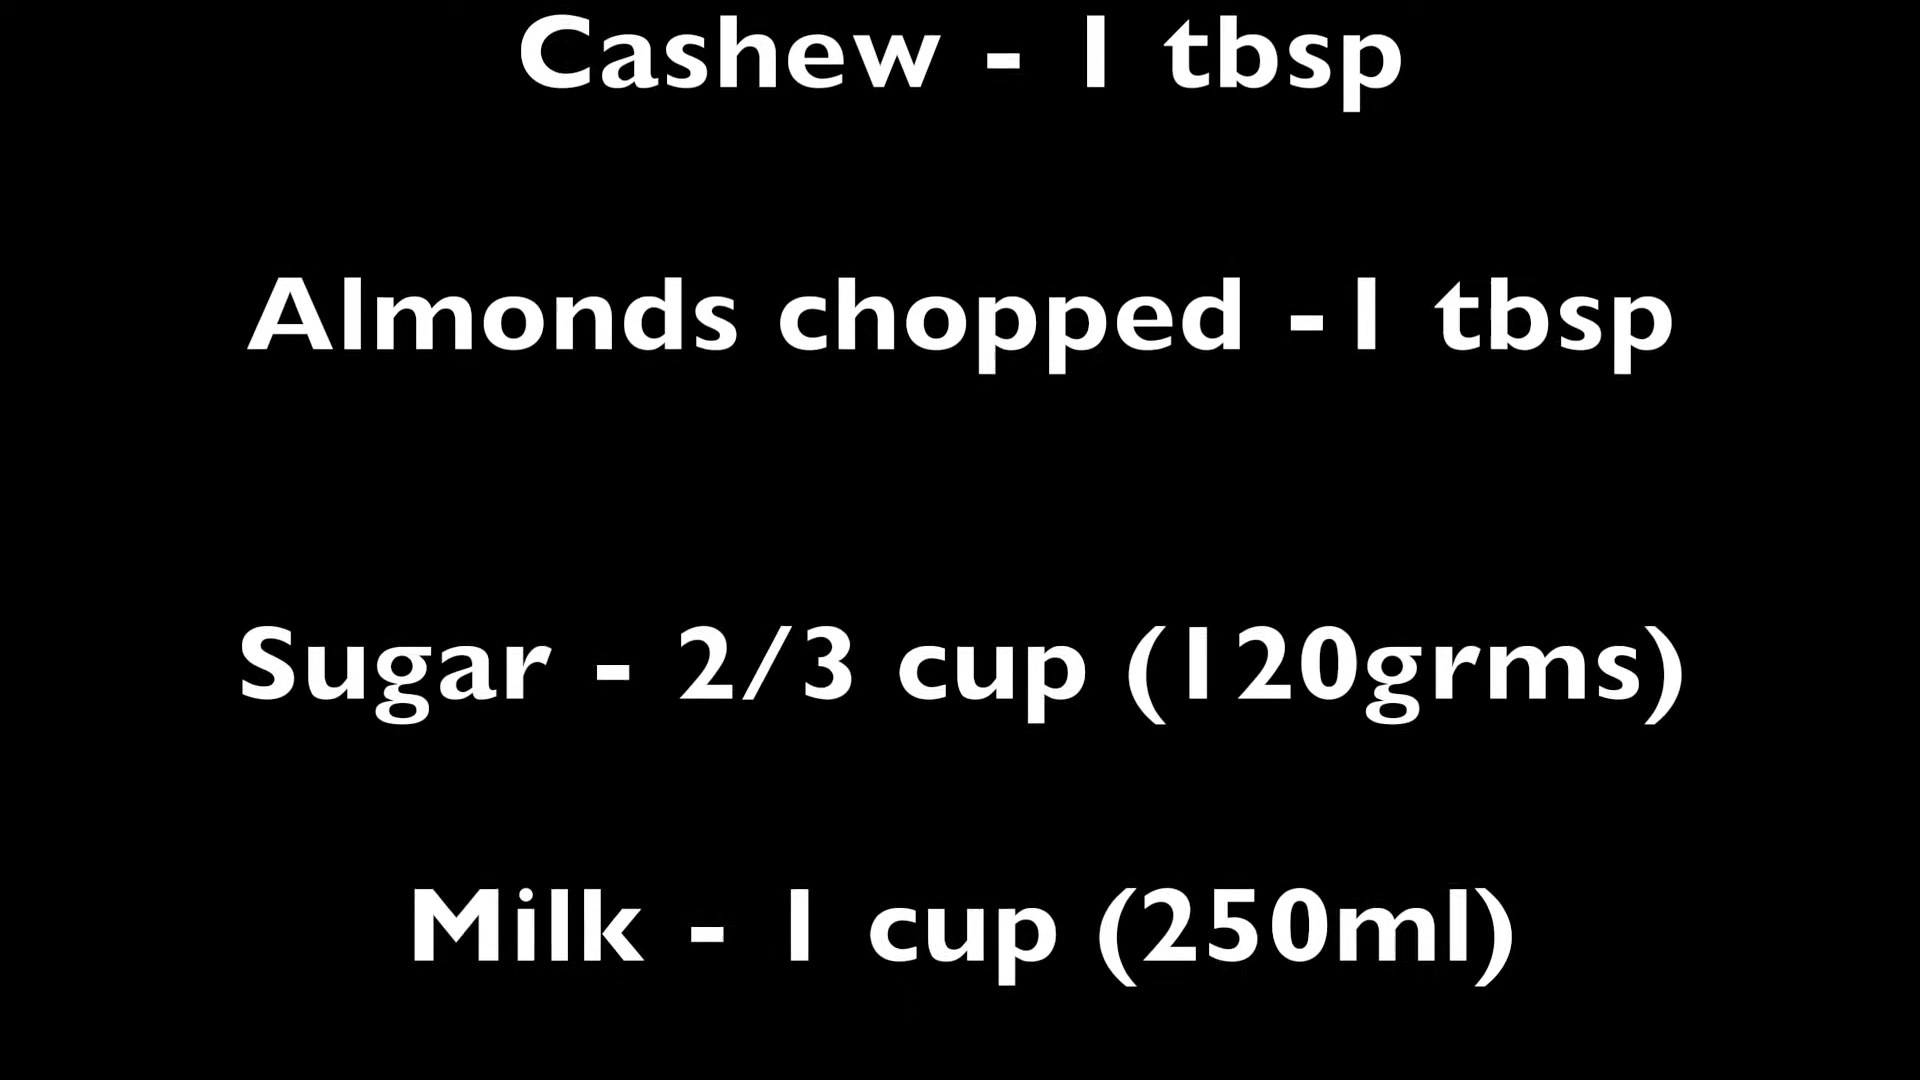 Cashew - 1 tbsp
Almonds chopped -1 tbsp
Sugar - 2/3 cup (120grms)
Milk - 1 cup (250ml)